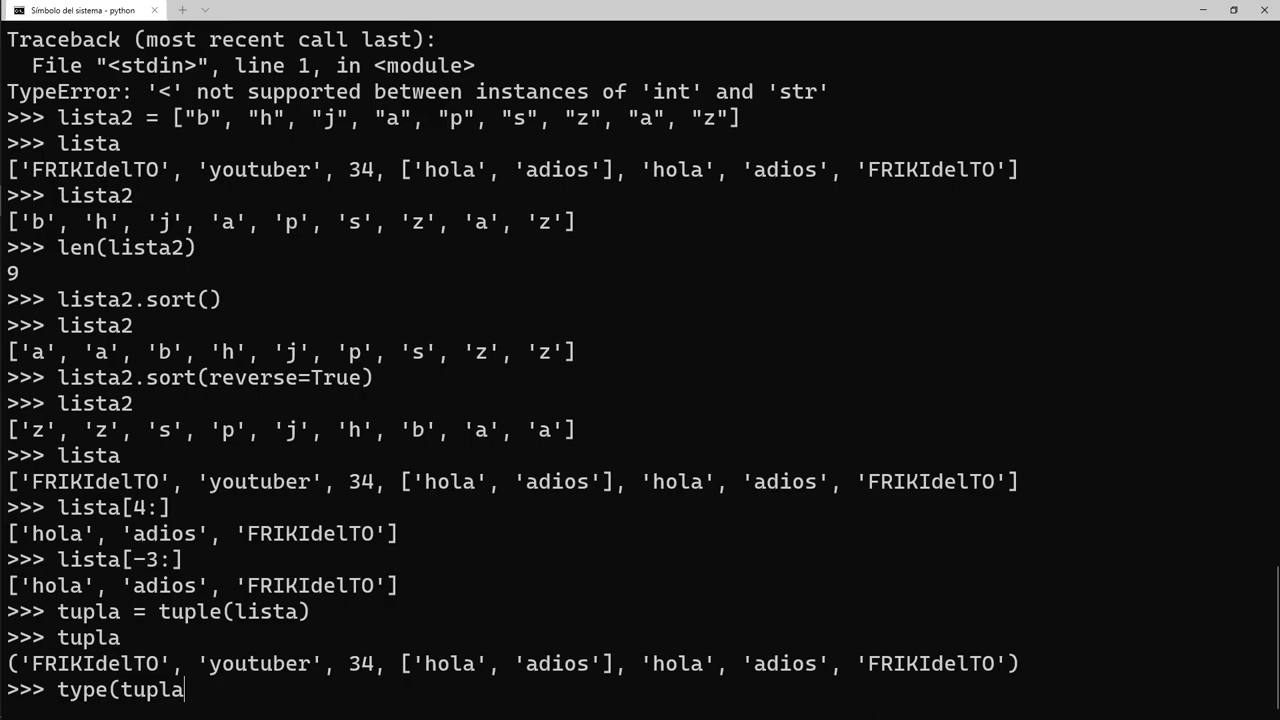 Símbolo del sistema - python
Traceback (most recent call last):
  File "<stdin>", line 1, in <module>
TypeError: '<' not supported between instances of 'int' and 'str'
>>> lista2 = ["b", "h", "j", "a", "p", "s", "z", "a", "z"]
>>> lista
['FRIKIdelTO', 'youtuber', 34, ['hola', 'adios'], 'hola', 'adios', 'FRIKIdelTO']
>>> lista2
['b', 'h', 'j', 'a', 'p', 's', 'z', 'a', 'z']
>>> len(lista2)
9
>>> lista2.sort()
>>> lista2
['a', 'a', 'b', 'h', 'j', 'p', 's', 'z', 'z']
>>> lista2.sort(reverse=True)
>>> lista2
['z', 'z', 's', 'p', 'j', 'h', 'b', 'a', 'a']
>>> lista
['FRIKIdelTO', 'youtuber', 34, ['hola', 'adios'], 'hola', 'adios', 'FRIKIdelTO']
>>> lista[4:]
['hola', 'adios', 'FRIKIdelTO']
>>> lista[-3:]
['hola', 'adios', 'FRIKIdelTO']
>>> tupla = tuple(lista)
>>> tupla
('FRIKIdelTO', 'youtuber', 34, ['hola', 'adios'], 'hola', 'adios', 'FRIKIdelTO')
>>> type(tupla